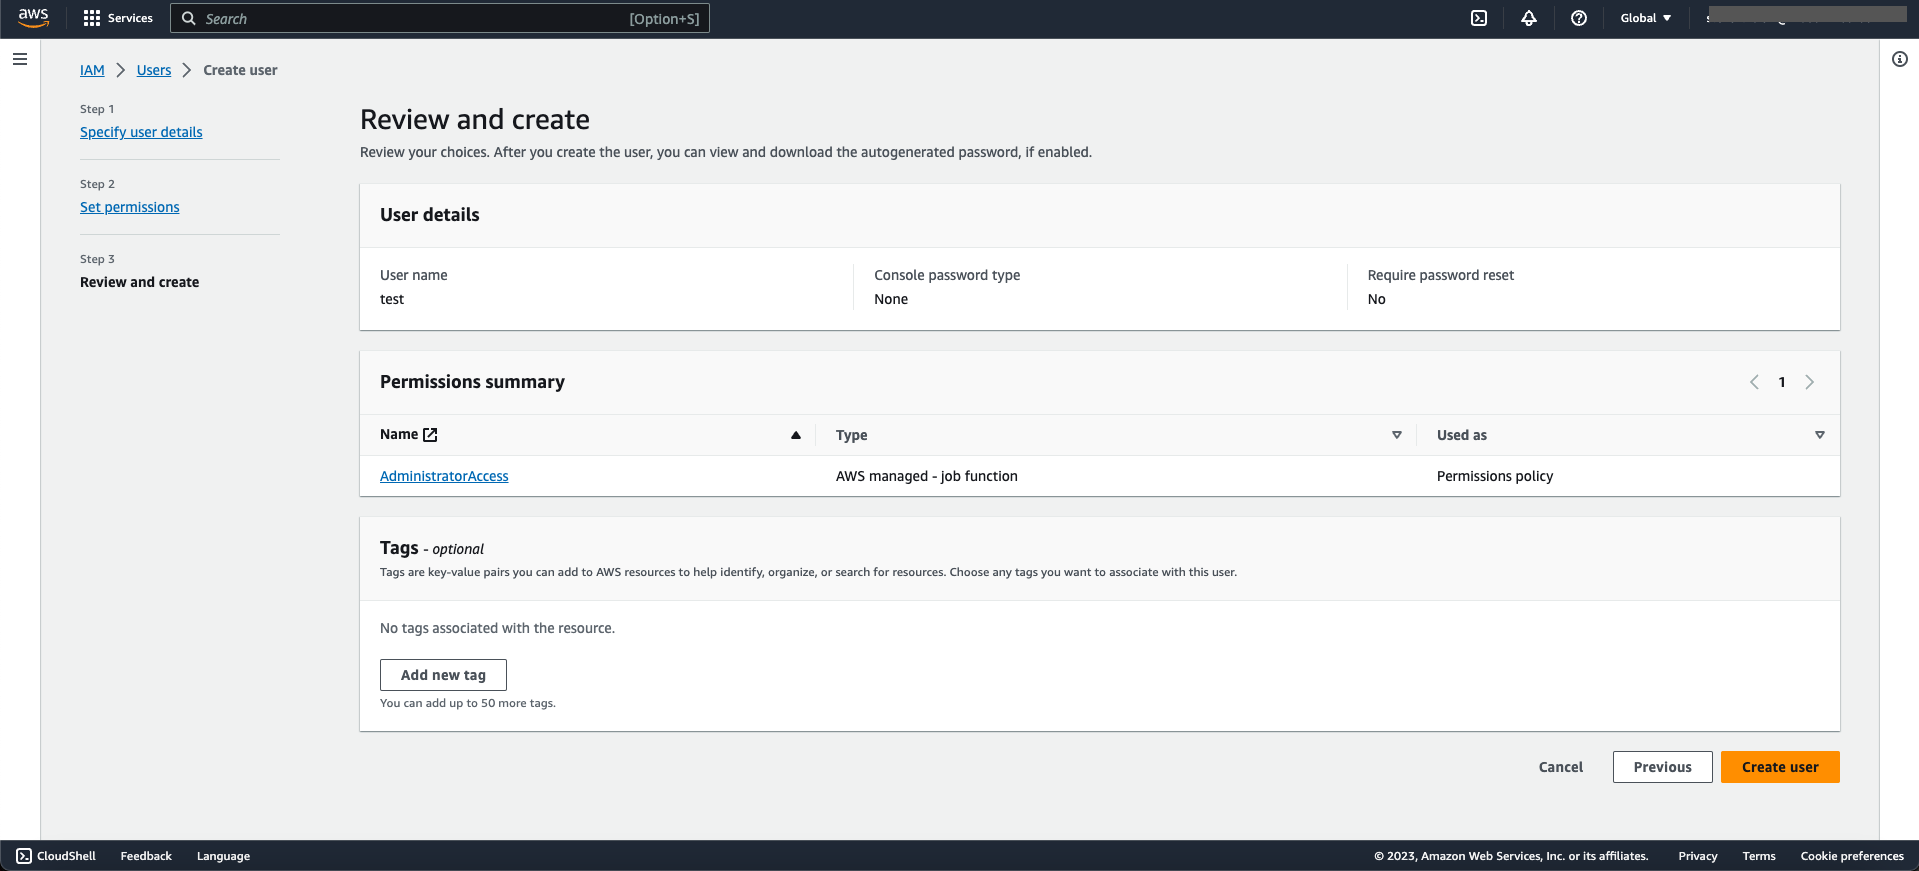 aws
Services
Search
[Option+S]
Global
IAM
Users
Create user
Step 1
Specify user details
Step 2
Set permissions
Step 3
Review and create
Review and create
Review your choices. After you create the user, you can view and download the autogenerated password, if enabled.
User details
User name
test
Console password type
None
Require password reset
No
Permissions summary
1
Name
Type
Used as
AdministratorAccess
AWS managed - job function
Permissions policy
Tags - optional
Tags are key-value pairs you can add to AWS resources to help identify, organize, or search for resources. Choose any tags you want to associate with this user.
No tags associated with the resource.
Add new tag
You can add up to 50 more tags.
Cancel
Previous
Create user
CloudShell
Feedback
Language
© 2023, Amazon Web Services, Inc. or its affiliates.
Privacy
Terms
Cookie preferences